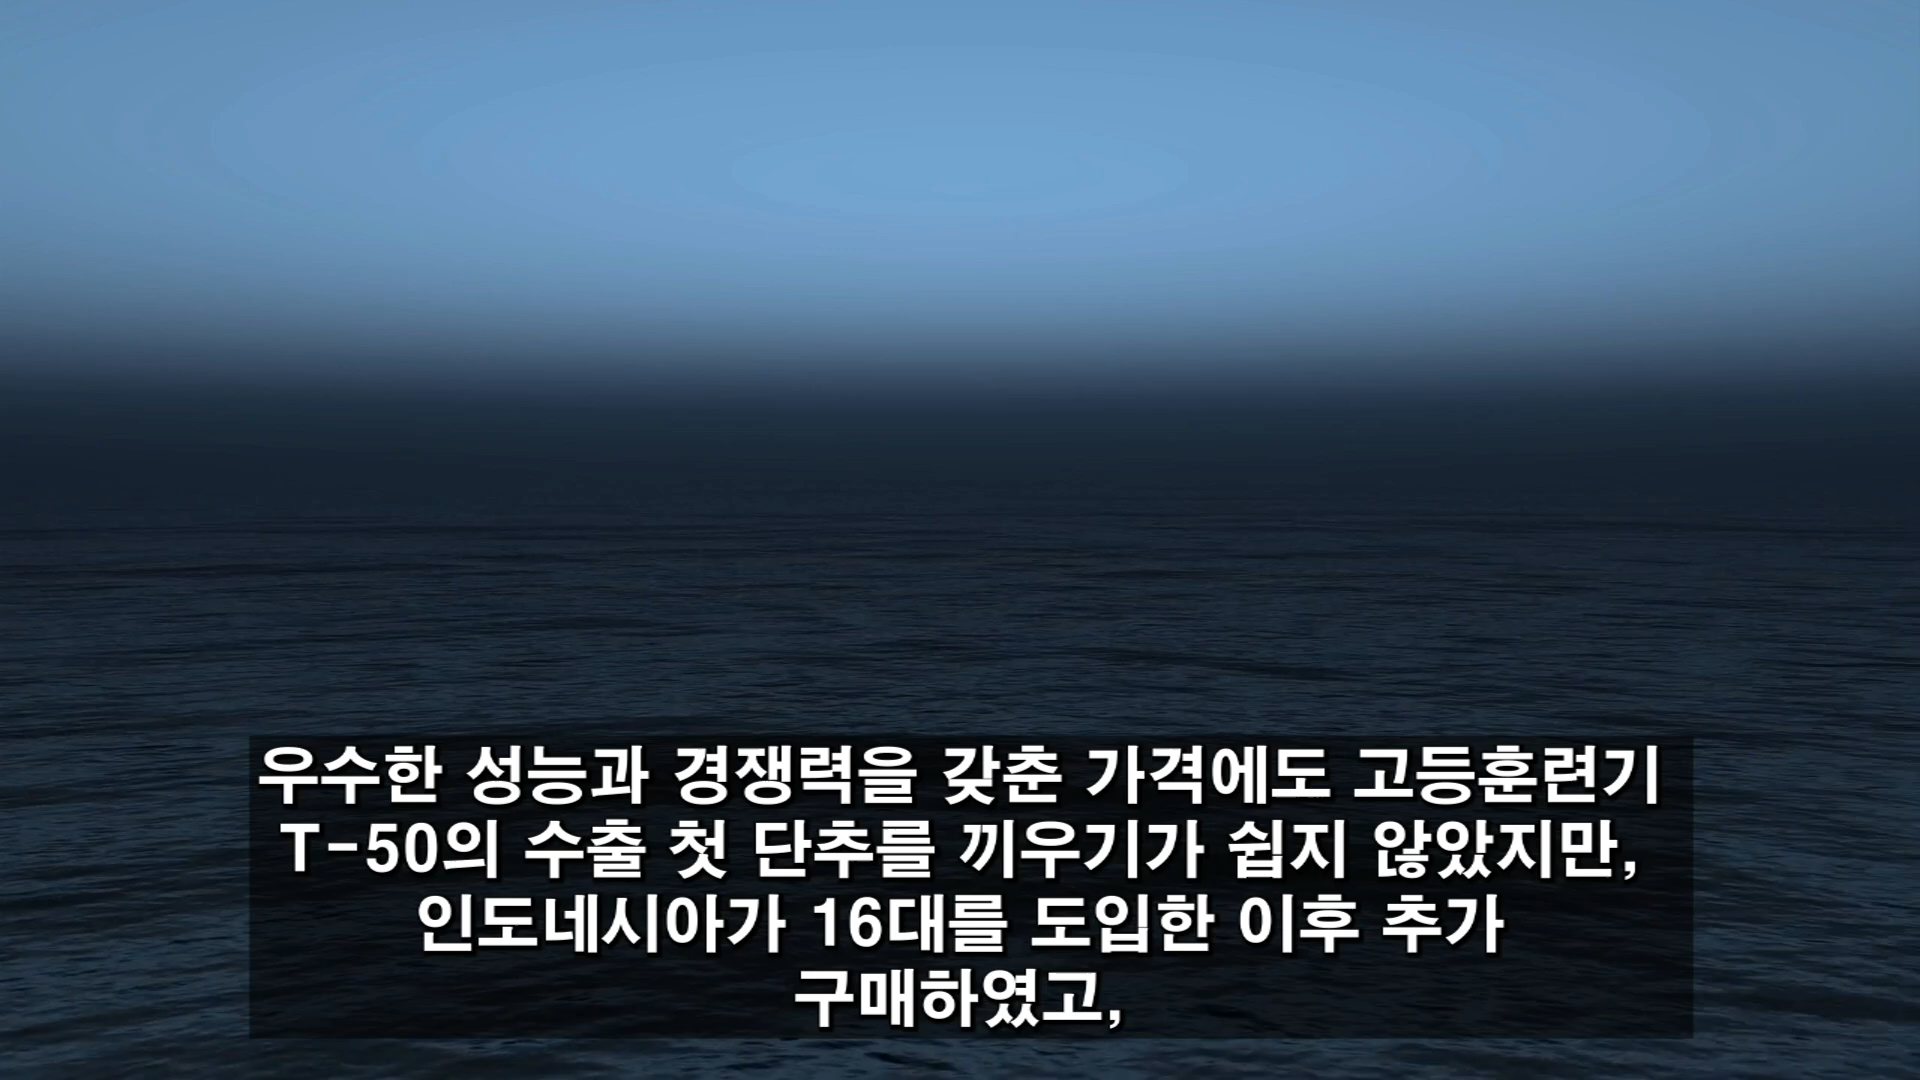 우수한 성능과 경쟁력을 갖춘 가격에도 고등훈련기
T-50의 수출 첫 단추를 끼우기가 쉽지 않았지만,
인도네시아가 16대를 도입한 이후 추가
구매하였고,